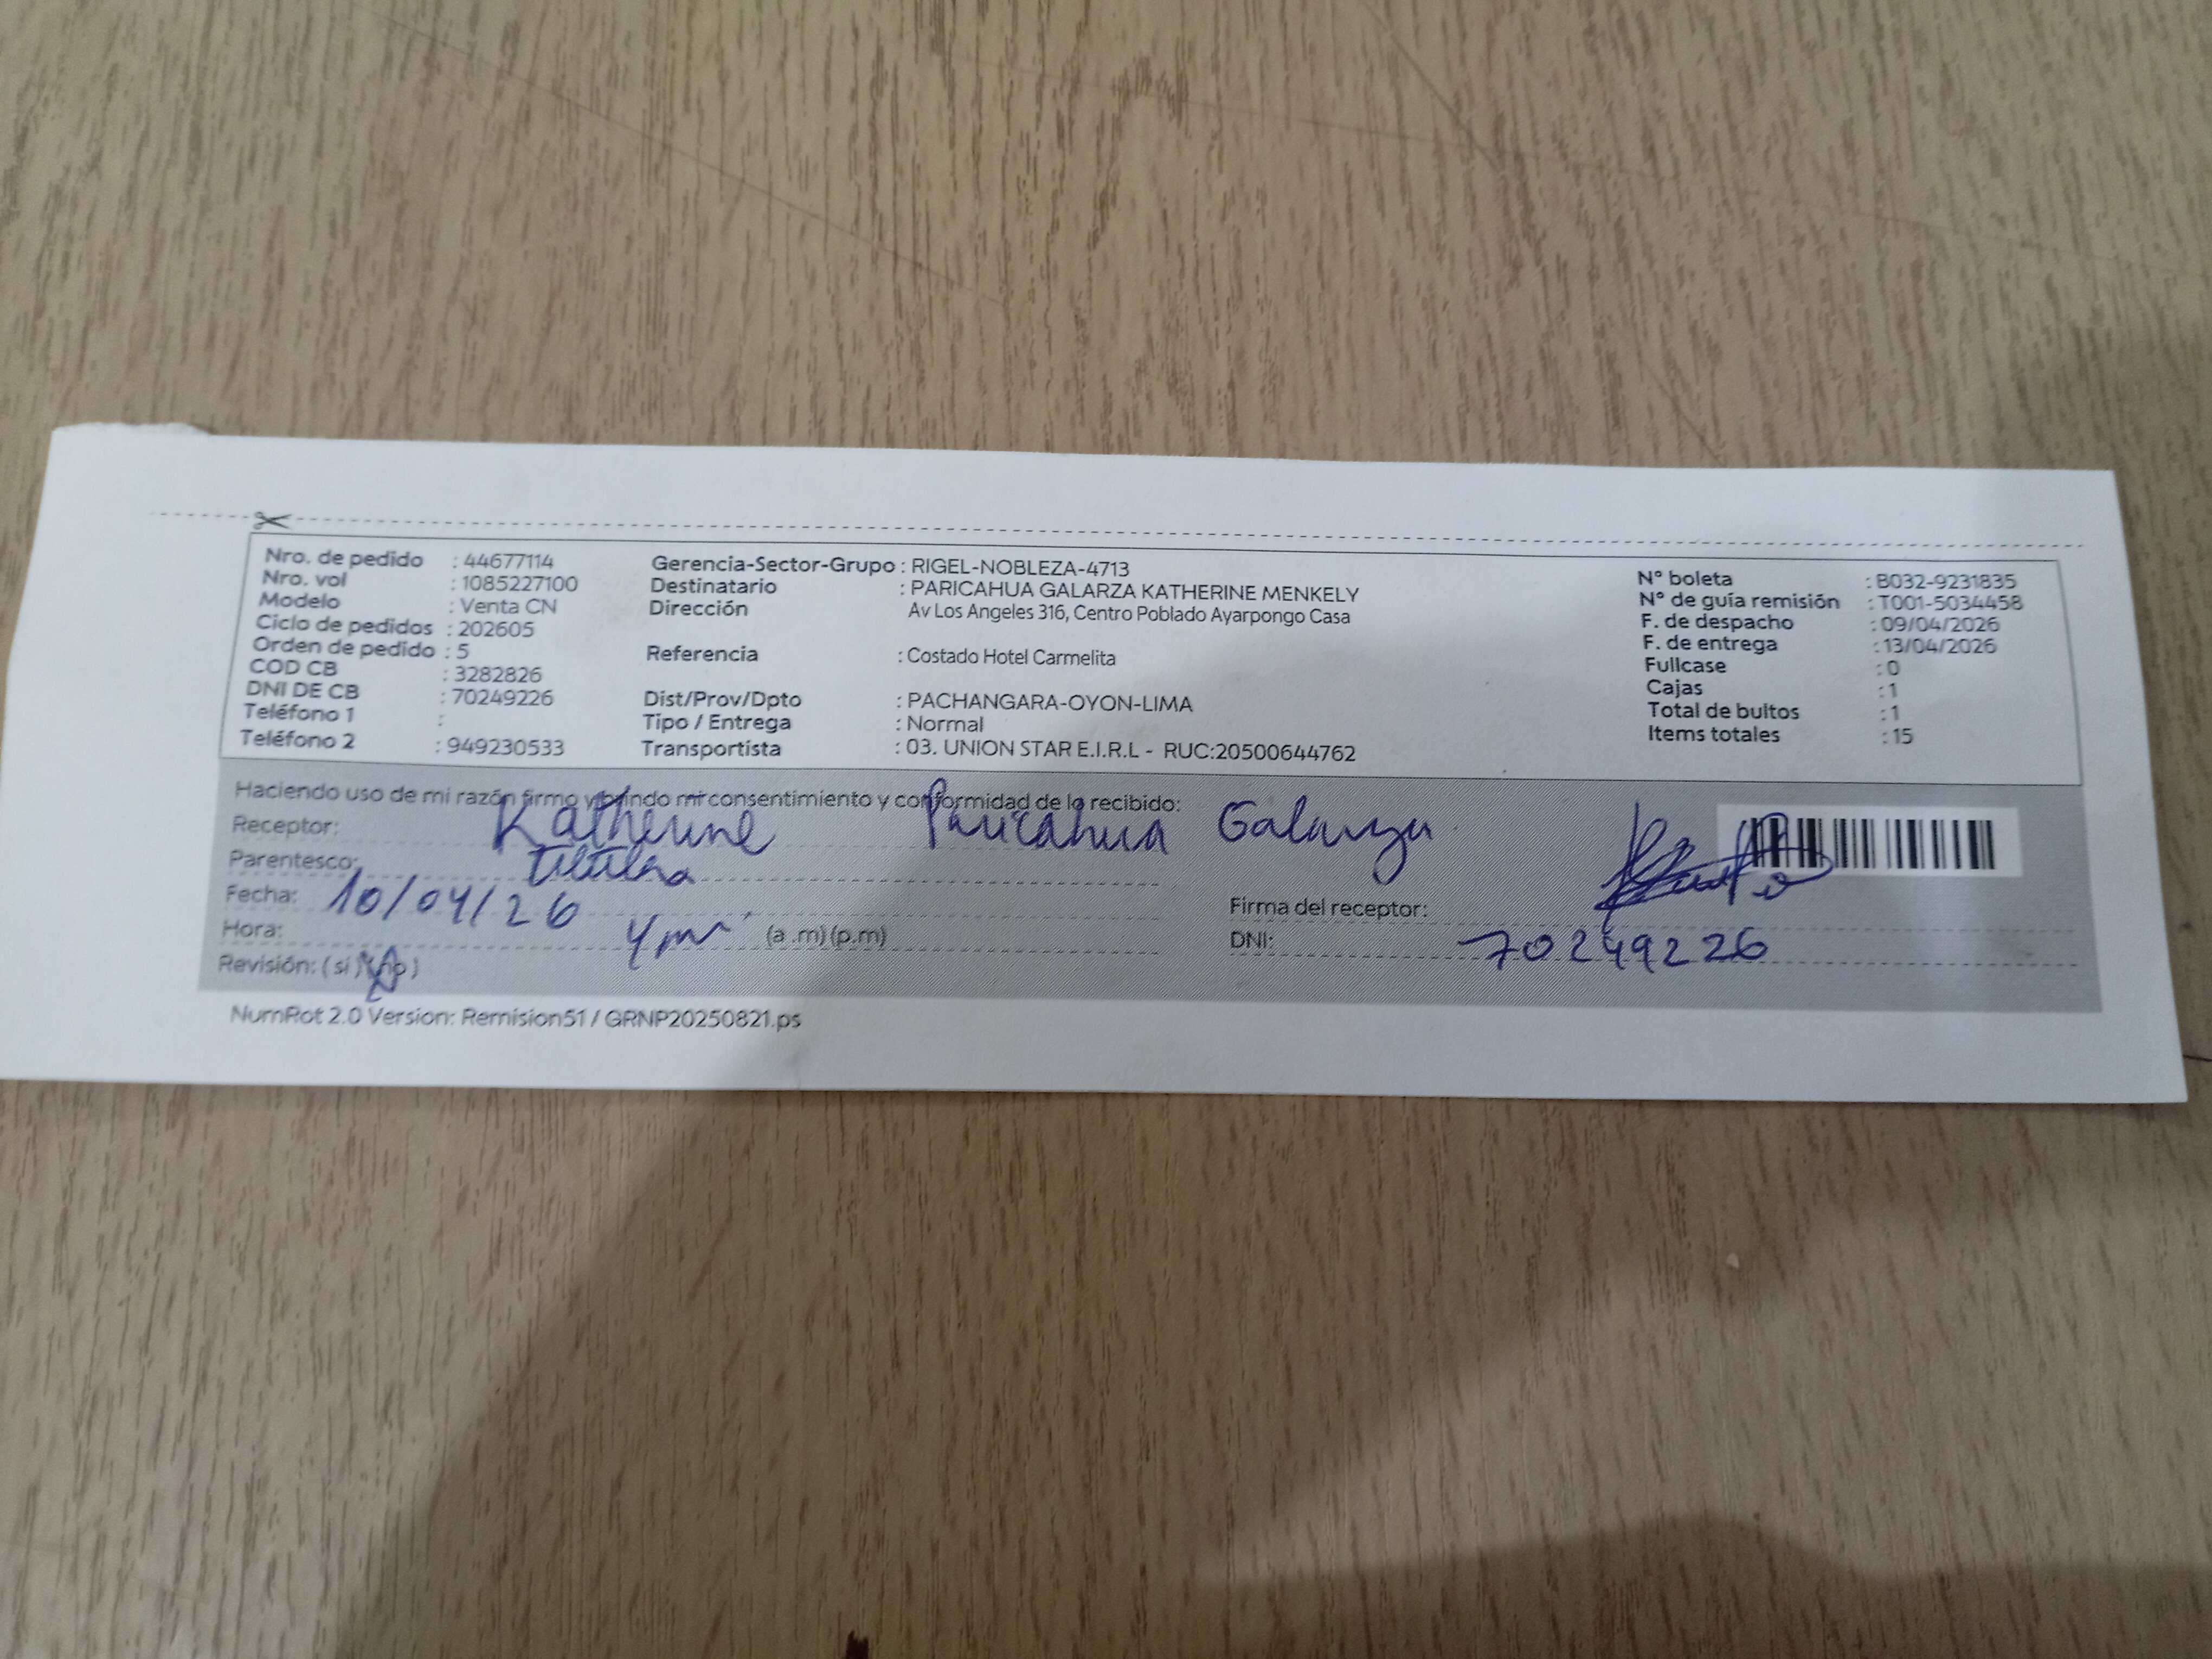 Nro. de pedido : 44677114
Nro. vol : 1085227100
Modelo : Venta CN
Ciclo de pedidos : 202605
Orden de pedido : 5
COD CB : 3282826
DNI DE CB : 70249226
Teléfono 1 :
Teléfono 2 : 949230533
Gerencia-Sector-Grupo : RIGEL-NOBLEZA-4713
Destinatario : PARICAHUA GALARZA KATHERINE MENKELY
Dirección Av Los Angeles 316, Centro Poblado Ayarpongo Casa
Referencia : Costado Hotel Carmelita
Dist/Prov/Dpto : PACHANGARA-OYON-LIMA
Tipo / Entrega : Normal
Transportista : 03. UNION STAR E.I.R.L - RUC:20500644762
N° boleta : B032-9231835
N° de guía remisión : T001-5034458
F. de despacho : 09/04/2026
F. de entrega : 13/04/2026
Fullcase : 0
Cajas : 1
Total de bultos : 1
Items totales : 15
Haciendo uso de mi razón firmo y brindo mi consentimiento y conformidad de lo recibido:
Receptor: Katherine Paricahua Galarza
Parentesco:
Fecha: 10/04/26
Hora: 4 pm (a .m) (p.m)
Revisión: ( si ) ( no )
Firma del receptor:
DNI: 70249226
NumRot 2.0 Version: Remision51 / GRNP20250821.ps